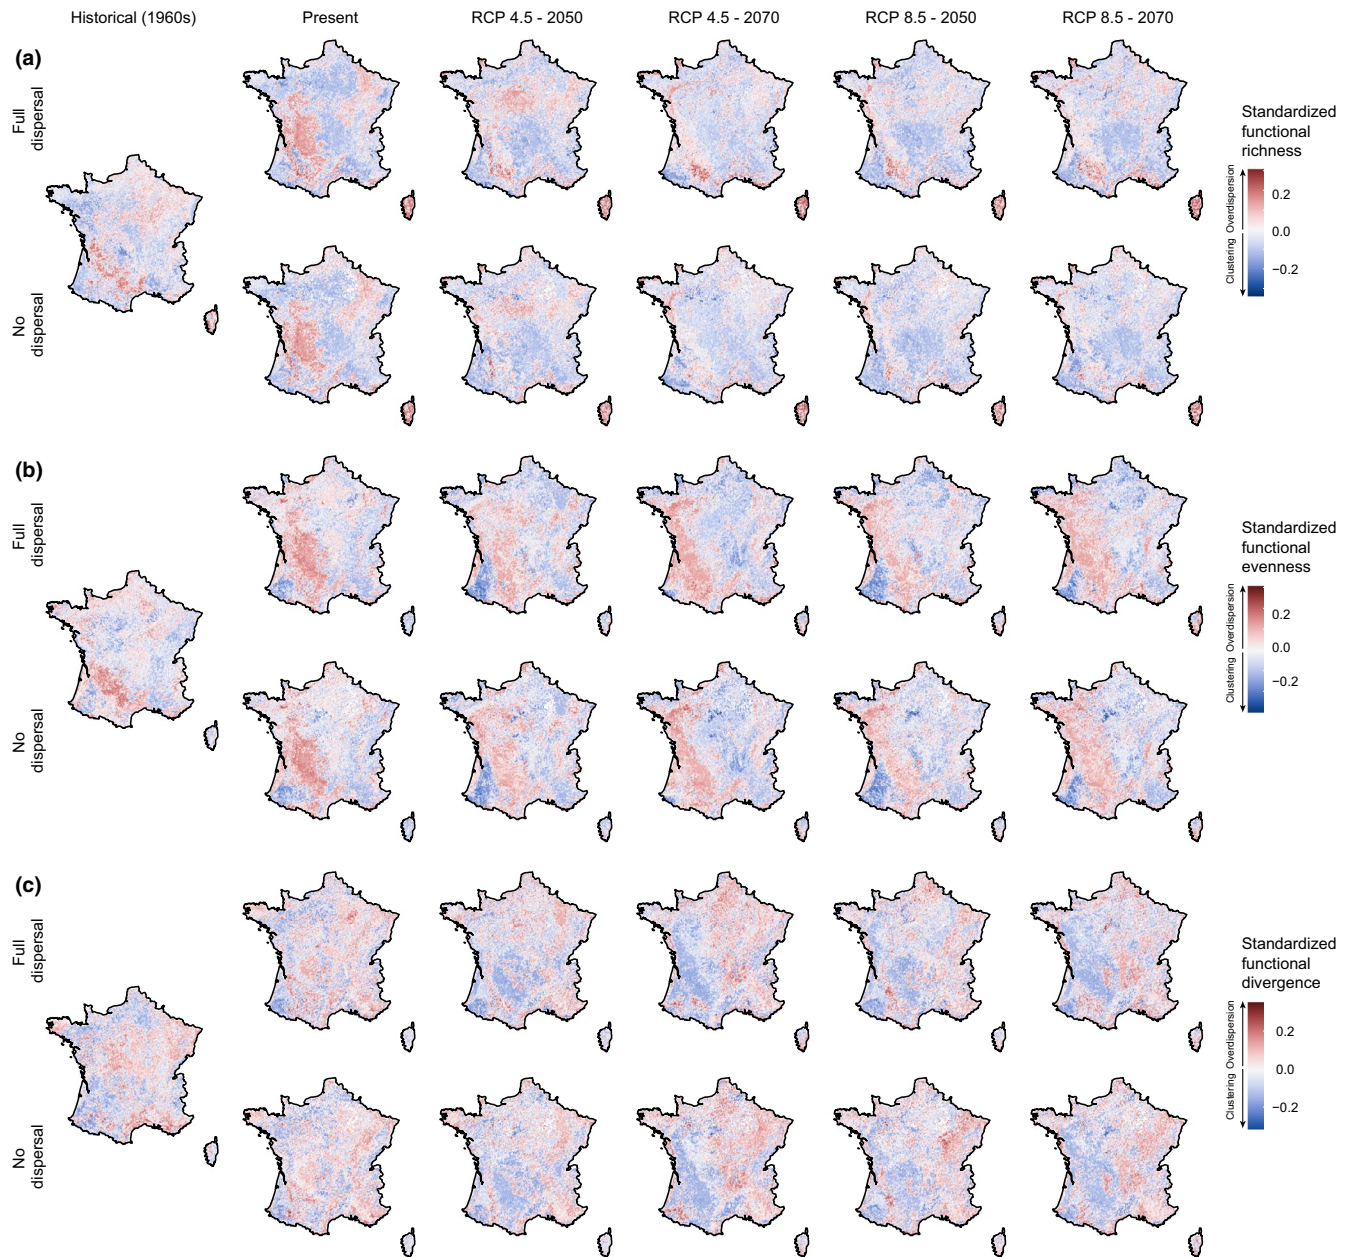 Historical (1960s) Present RCP 4.5 - 2050 RCP 4.5 - 2070 RCP 8.5 - 2050 RCP 8.5 - 2070
(a)
Full
dispersal
No
dispersal
Standardized
functional
richness
Overdispersion
Clustering
0.2
0.0
−0.2
(b)
Full
dispersal
No
dispersal
Standardized
functional
evenness
Overdispersion
Clustering
0.2
0.0
−0.2
(c)
Full
dispersal
No
dispersal
Standardized
functional
divergence
Overdispersion
Clustering
0.2
0.0
−0.2